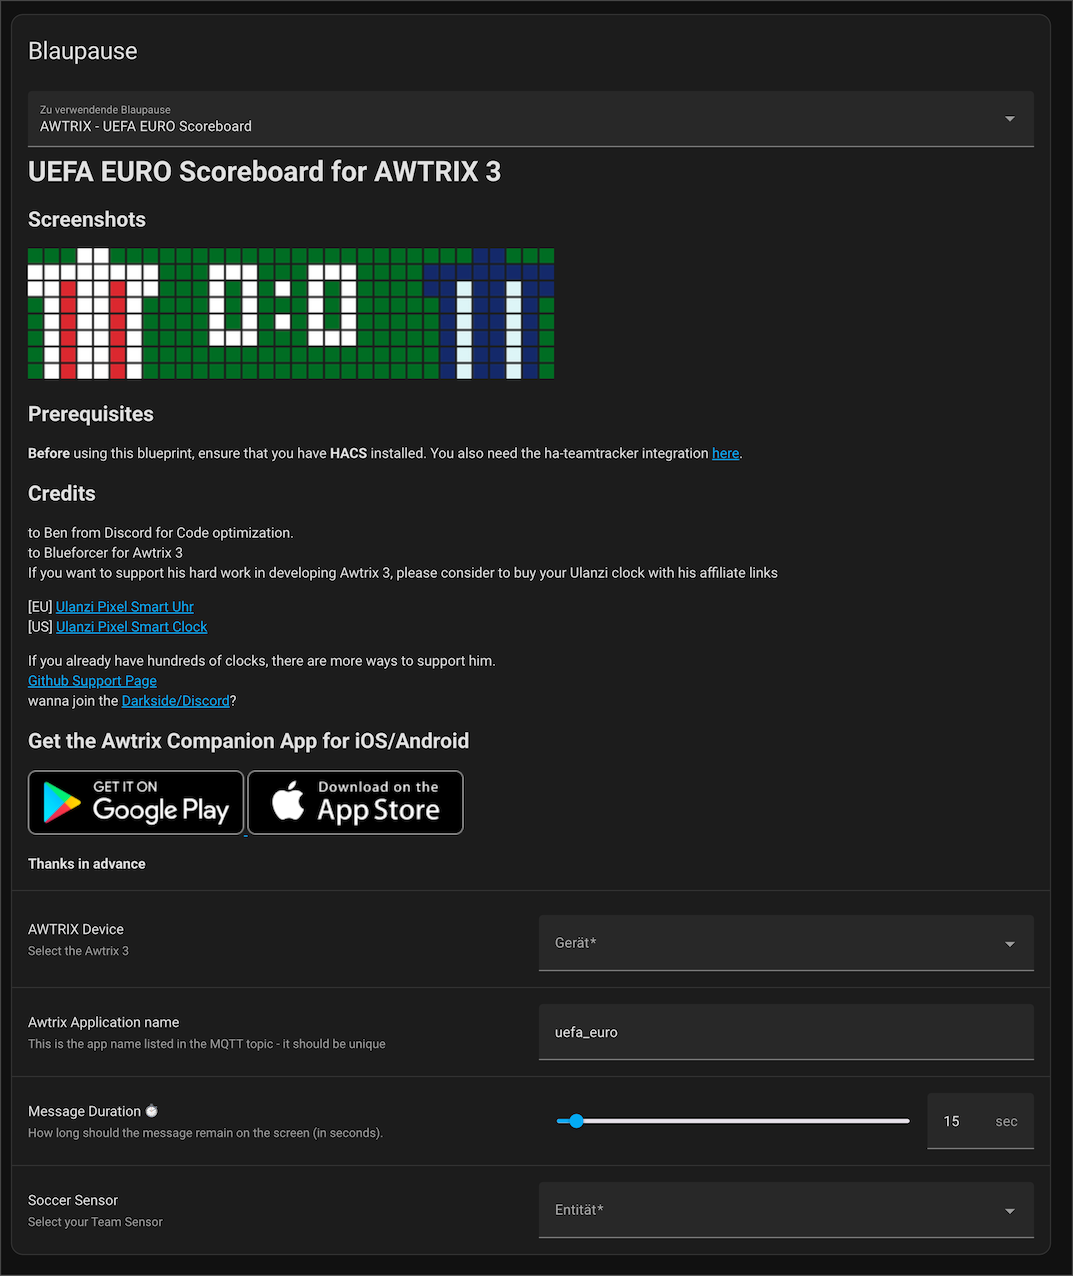 Blaupause
Zu verwendende Blaupause
AWTRIX - UEFA EURO Scoreboard
UEFA EURO Scoreboard for AWTRIX 3
Screenshots
0:0
Prerequisites
Before using this blueprint, ensure that you have HACS installed. You also need the ha-teamtracker integration here.
Credits
to Ben from Discord for Code optimization.
to Blueforcer for Awtrix 3
If you want to support his hard work in developing Awtrix 3, please consider to buy your Ulanzi clock with his affiliate links
[EU] Ulanzi Pixel Smart Uhr
[US] Ulanzi Pixel Smart Clock
If you already have hundreds of clocks, there are more ways to support him.
Github Support Page
wanna join the Darkside/Discord?
Get the Awtrix Companion App for iOS/Android
GET IT ON
Google Play
Download on the
App Store
Thanks in advance
AWTRIX Device
Select the Awtrix 3
Gerät*
Awtrix Application name
This is the app name listed in the MQTT topic - it should be unique
uefa_euro
Message Duration ⏱
How long should the message remain on the screen (in seconds).
15 sec
Soccer Sensor
Select your Team Sensor
Entität*